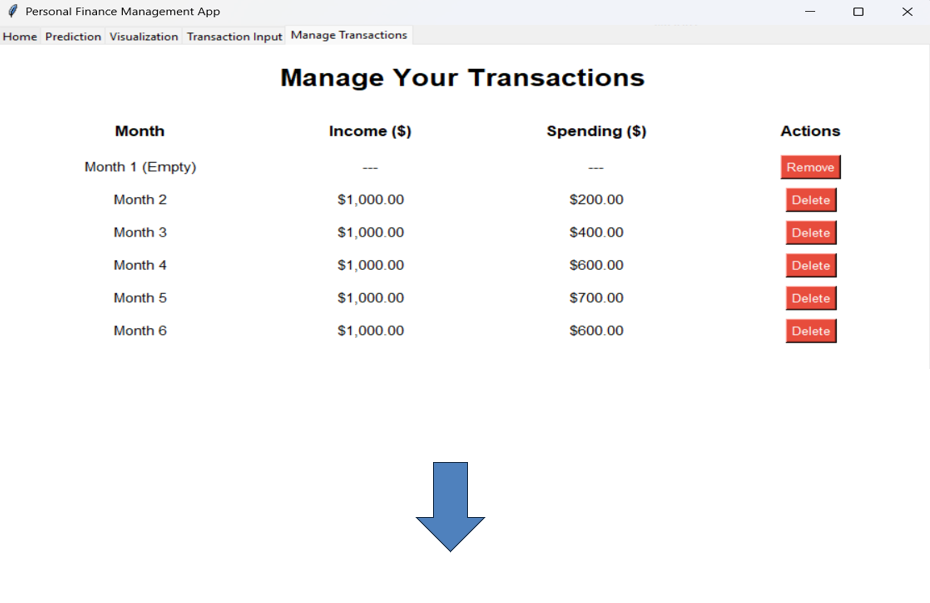 Personal Finance Management App
Home Prediction Visualization Transaction Input Manage Transactions
Manage Your Transactions
Month Income ($) Spending ($) Actions
Month 1 (Empty) --- --- Remove
Month 2 $1,000.00 $200.00 Delete
Month 3 $1,000.00 $400.00 Delete
Month 4 $1,000.00 $600.00 Delete
Month 5 $1,000.00 $700.00 Delete
Month 6 $1,000.00 $600.00 Delete